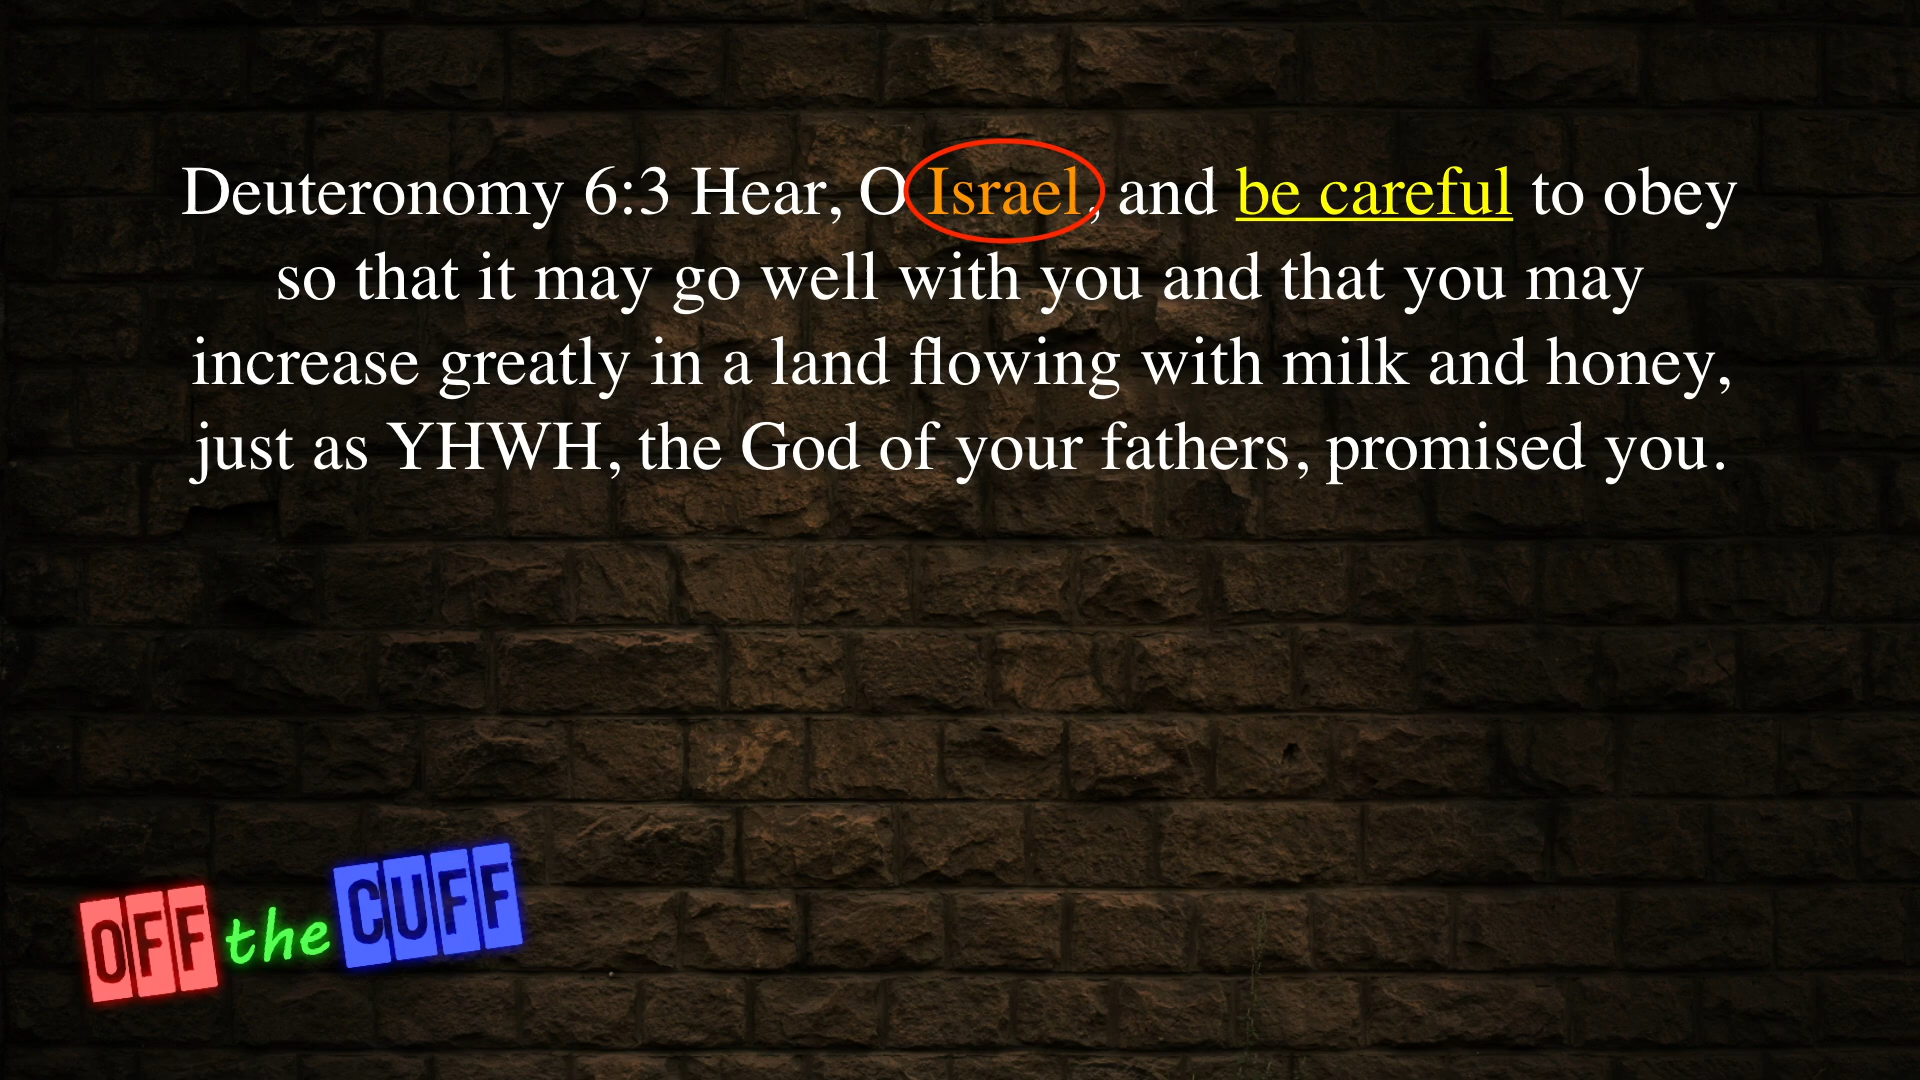 Deuteronomy 6:3 Hear, O Israel, and be careful to obey
so that it may go well with you and that you may
increase greatly in a land flowing with milk and honey,
just as YHWH, the God of your fathers, promised you.
OFF the CUFF